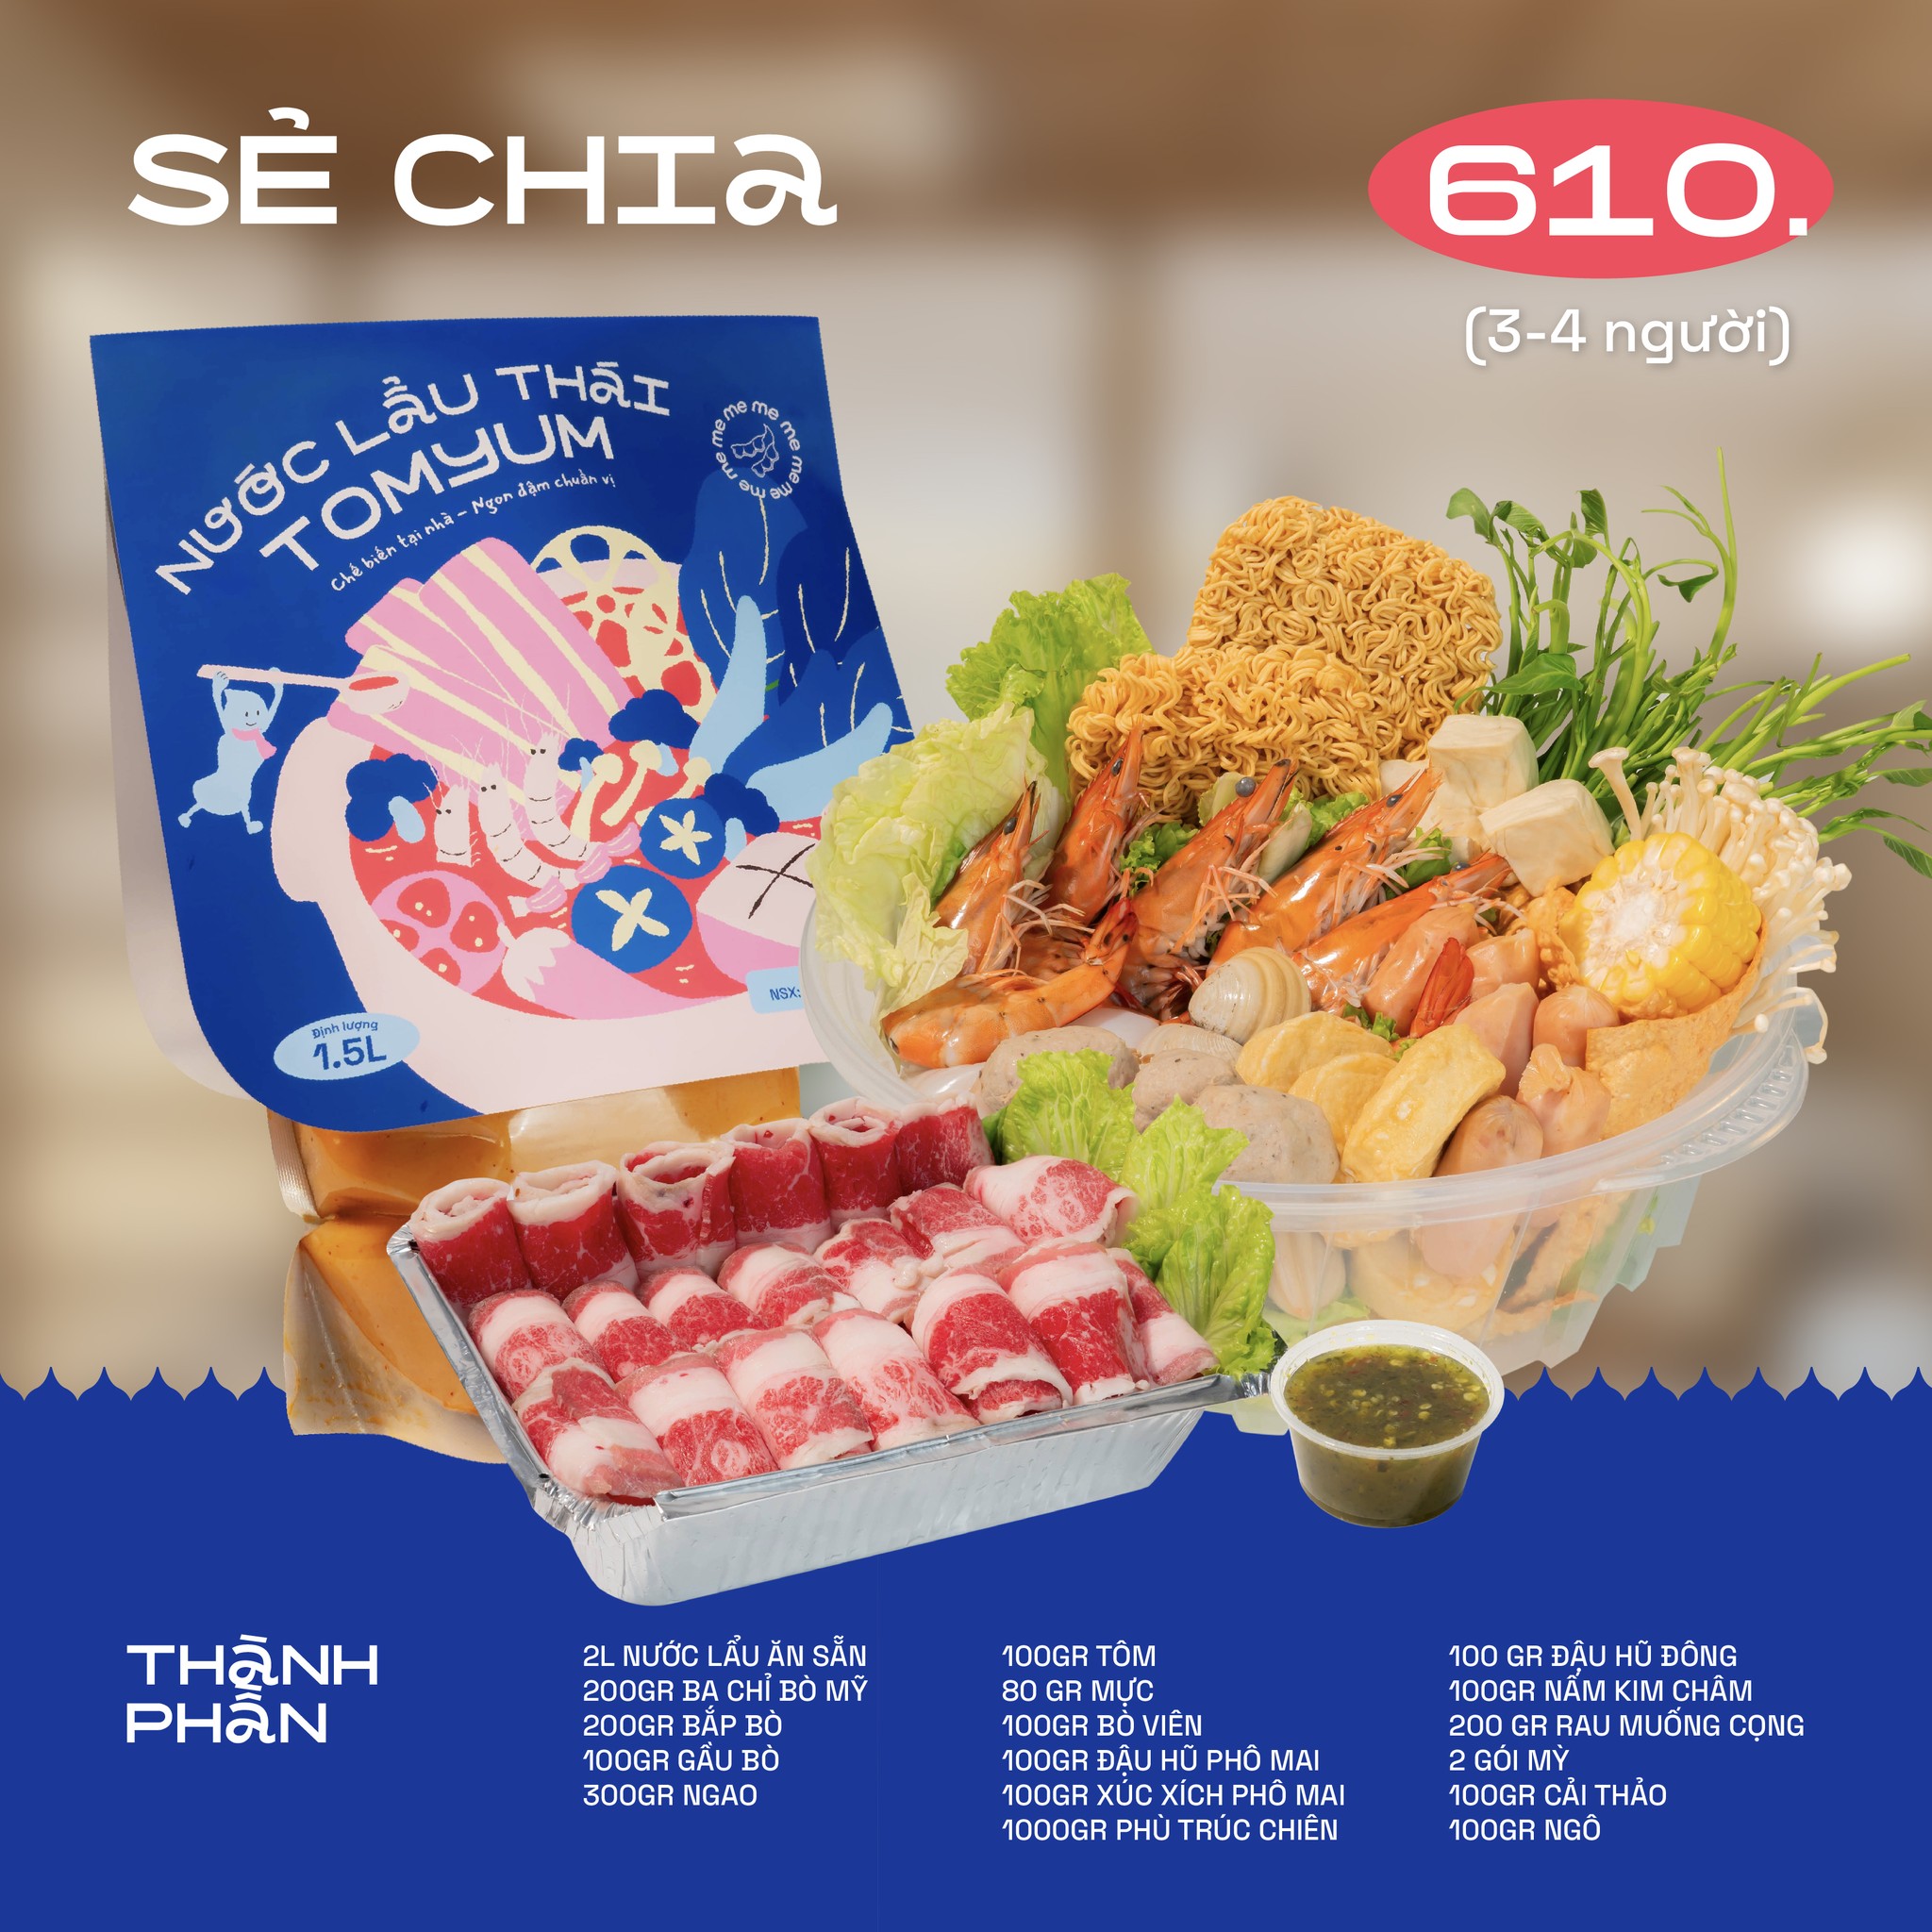 SẺ CHIA
610.
(3-4 người)
NƯỚC LẨU THÁI
TOMYUM
Chế biến tại nhà – Ngon đậm chuẩn vị
me me me me me me me me me
NSX:
Định lượng
1.5L
THÀNH
PHẦN
2L NƯỚC LẨU ĂN SẴN
200GR BA CHỈ BÒ MỸ
200GR BẮP BÒ
100GR GẦU BÒ
300GR NGAO
100GR TÔM
80 GR MỰC
100GR BÒ VIÊN
100GR ĐẬU HŨ PHÔ MAI
100GR XÚC XÍCH PHÔ MAI
1000GR PHÙ TRÚC CHIÊN
100 GR ĐẬU HŨ ĐÔNG
100GR NẤM KIM CHÂM
200 GR RAU MUỐNG CỌNG
2 GÓI MỲ
100GR CẢI THẢO
100GR NGÔ